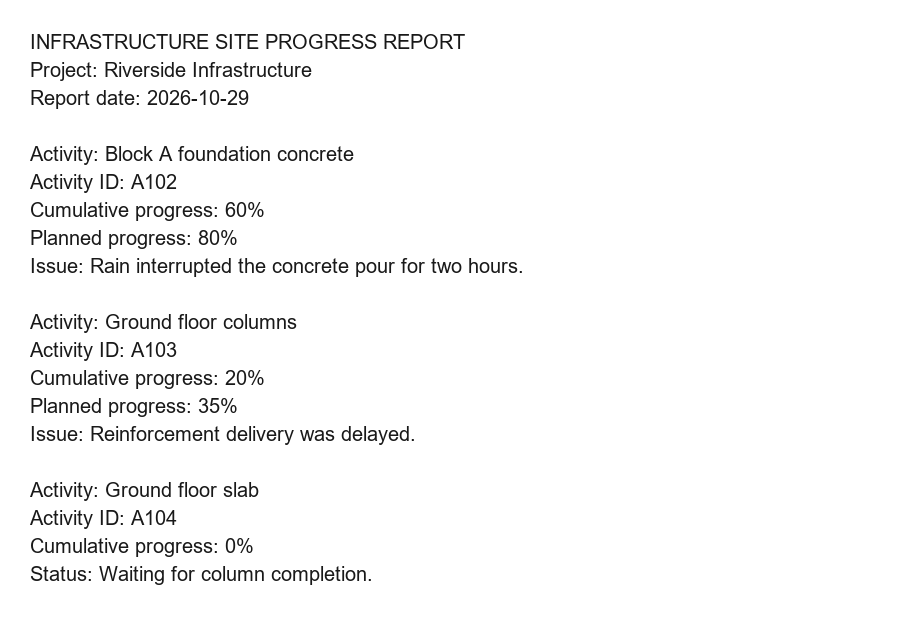 INFRASTRUCTURE SITE PROGRESS REPORT
Project: Riverside Infrastructure
Report date: 2026-10-29
Activity: Block A foundation concrete
Activity ID: A102
Cumulative progress: 60%
Planned progress: 80%
Issue: Rain interrupted the concrete pour for two hours.
Activity: Ground floor columns
Activity ID: A103
Cumulative progress: 20%
Planned progress: 35%
Issue: Reinforcement delivery was delayed.
Activity: Ground floor slab
Activity ID: A104
Cumulative progress: 0%
Status: Waiting for column completion.